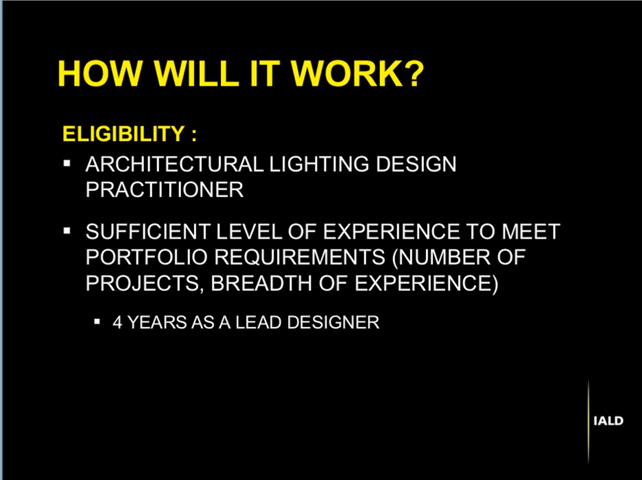 HOW WILL IT WORK?
ELIGIBILITY :
▪ ARCHITECTURAL LIGHTING DESIGN
PRACTITIONER
▪ SUFFICIENT LEVEL OF EXPERIENCE TO MEET
PORTFOLIO REQUIREMENTS (NUMBER OF
PROJECTS, BREADTH OF EXPERIENCE)
▪ 4 YEARS AS A LEAD DESIGNER
IALD